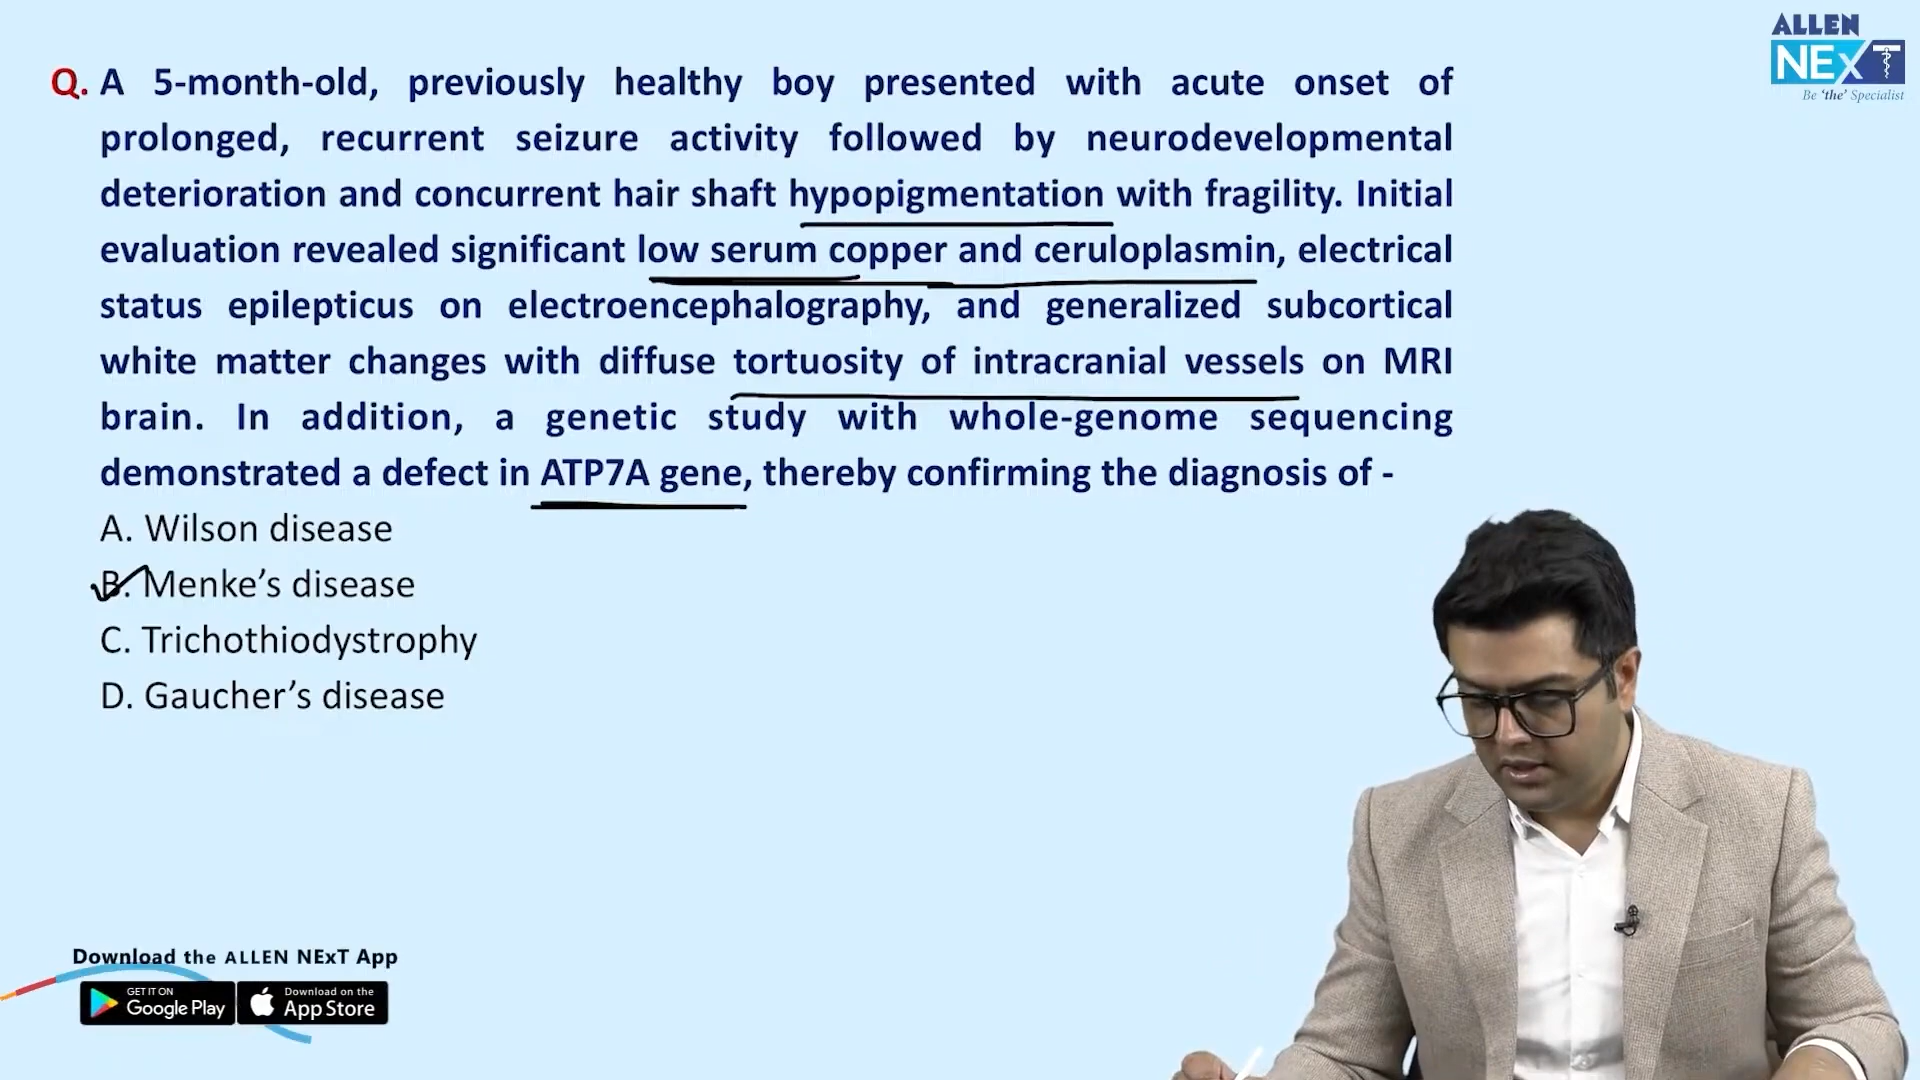 ALLEN
NEXT
Be 'the' Specialist
Q. A 5-month-old, previously healthy boy presented with acute onset of
prolonged, recurrent seizure activity followed by neurodevelopmental
deterioration and concurrent hair shaft hypopigmentation with fragility. Initial
evaluation revealed significant low serum copper and ceruloplasmin, electrical
status epilepticus on electroencephalography, and generalized subcortical
white matter changes with diffuse tortuosity of intracranial vessels on MRI
brain. In addition, a genetic study with whole-genome sequencing
demonstrated a defect in ATP7A gene, thereby confirming the diagnosis of -
A. Wilson disease
B. Menke’s disease
C. Trichothiodystrophy
D. Gaucher’s disease
Download the ALLEN NExT App
GET IT ON
Google Play
Download on the
App Store